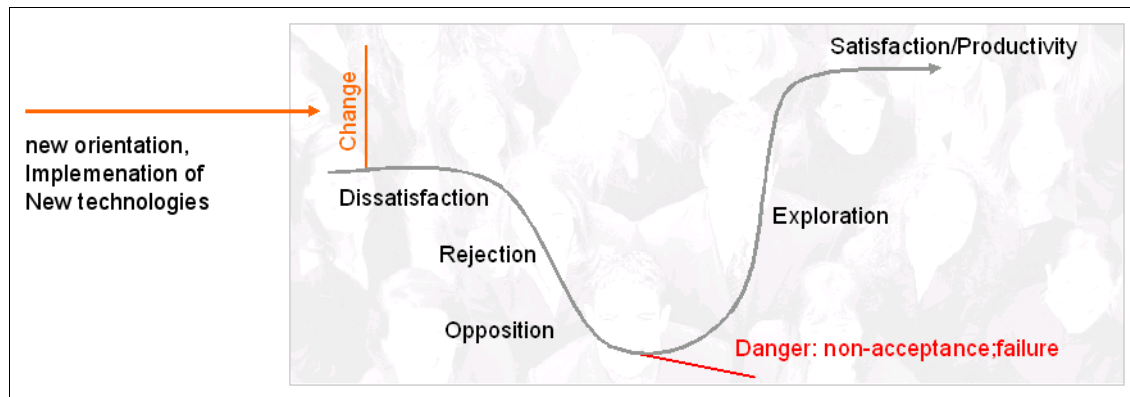 Satisfaction/Productivity
Change
new orientation,
Implemenation of
New technologies
Dissatisfaction
Rejection
Exploration
Opposition
Danger: non-acceptance;failure